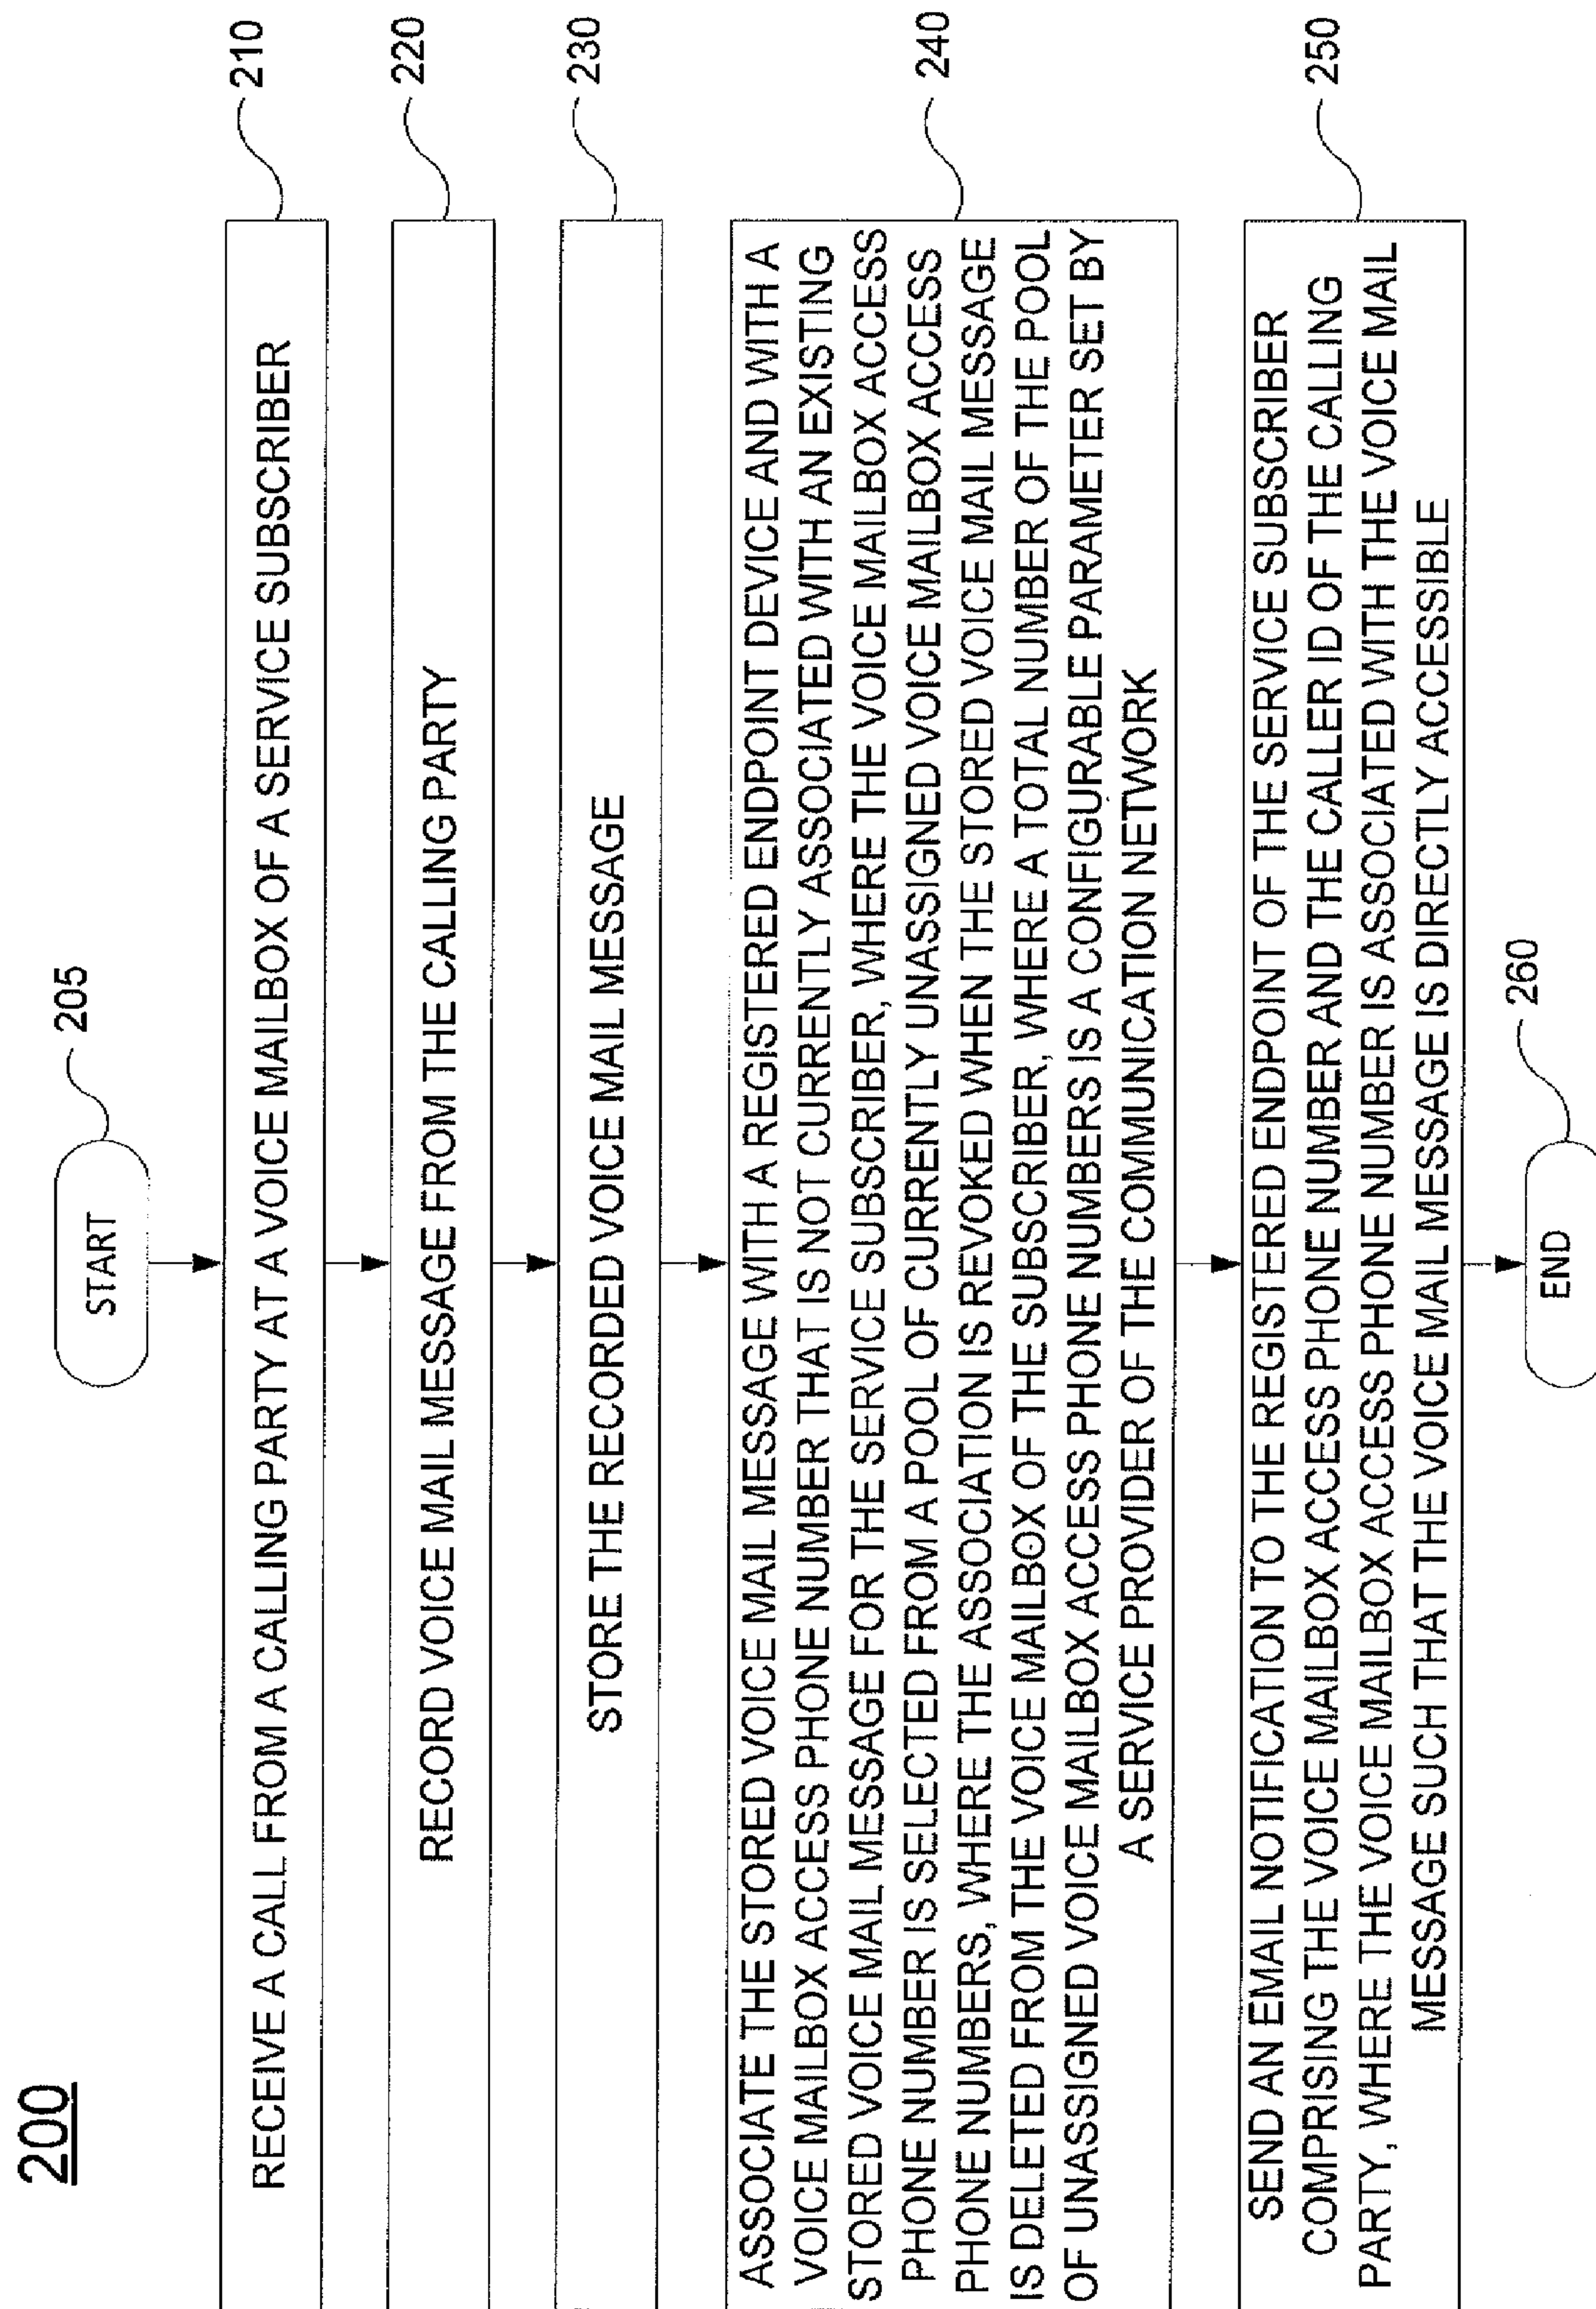 200
START
205
RECEIVE A CALL FROM A CALLING PARTY AT A VOICE MAILBOX OF A SERVICE SUBSCRIBER
210
RECORD VOICE MAIL MESSAGE FROM THE CALLING PARTY
220
STORE THE RECORDED VOICE MAIL MESSAGE
230
ASSOCIATE THE STORED VOICE MAIL MESSAGE WITH A REGISTERED ENDPOINT DEVICE AND WITH A
VOICE MAILBOX ACCESS PHONE NUMBER THAT IS NOT CURRENTLY ASSOCIATED WITH AN EXISTING
STORED VOICE MAIL MESSAGE FOR THE SERVICE SUBSCRIBER, WHERE THE VOICE MAILBOX ACCESS
PHONE NUMBER IS SELECTED FROM A POOL OF CURRENTLY UNASSIGNED VOICE MAILBOX ACCESS
PHONE NUMBERS, WHERE THE ASSOCIATION IS REVOKED WHEN THE STORED VOICE MAIL MESSAGE
IS DELETED FROM THE VOICE MAILBOX OF THE SUBSCRIBER, WHERE A TOTAL NUMBER OF THE POOL
OF UNASSIGNED VOICE MAILBOX ACCESS PHONE NUMBERS IS A CONFIGURABLE PARAMETER SET BY
A SERVICE PROVIDER OF THE COMMUNICATION NETWORK
240
SEND AN EMAIL NOTIFICATION TO THE REGISTERED ENDPOINT OF THE SERVICE SUBSCRIBER
COMPRISING THE VOICE MAILBOX ACCESS PHONE NUMBER AND THE CALLER ID OF THE CALLING
PARTY, WHERE THE VOICE MAILBOX ACCESS PHONE NUMBER IS ASSOCIATED WITH THE VOICE MAIL
MESSAGE SUCH THAT THE VOICE MAIL MESSAGE IS DIRECTLY ACCESSIBLE
250
END
260